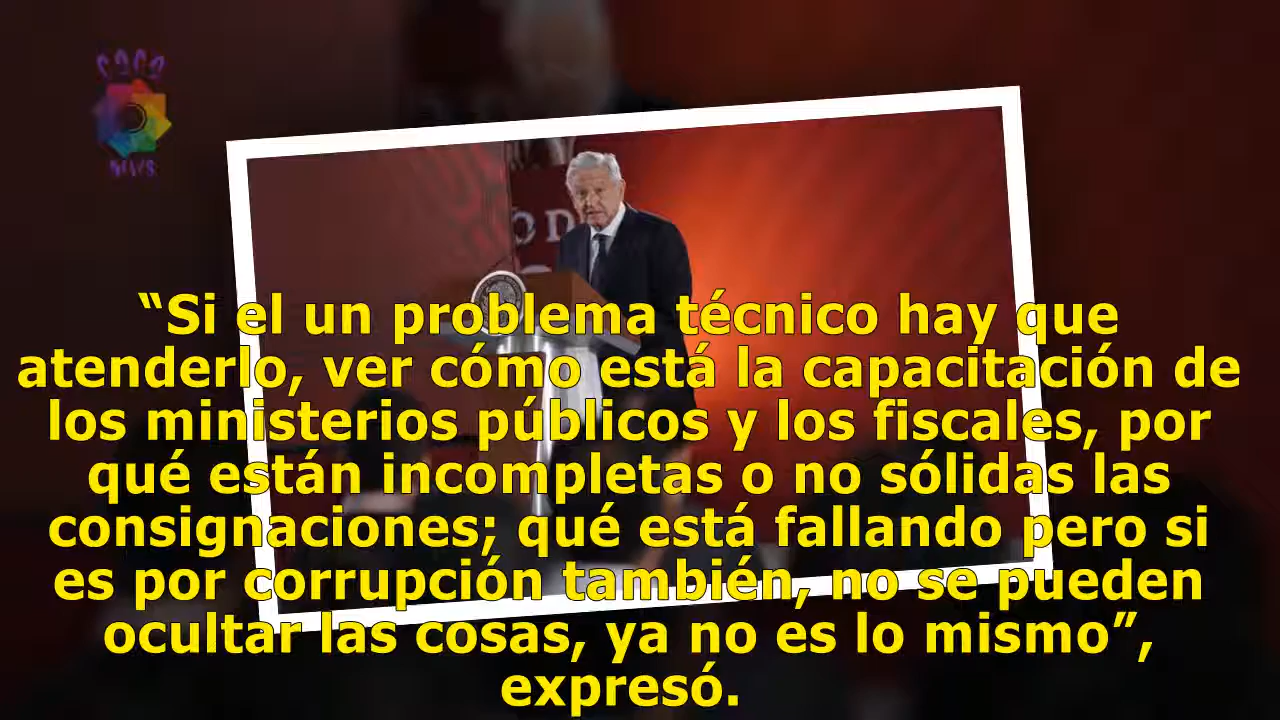 COCO
NEWS
O D
“Si el un problema técnico hay que
atenderlo, ver cómo está la capacitación de
los ministerios públicos y los fiscales, por
qué están incompletas o no sólidas las
consignaciones; qué está fallando pero si
es por corrupción también, no se pueden
ocultar las cosas, ya no es lo mismo”,
expresó.